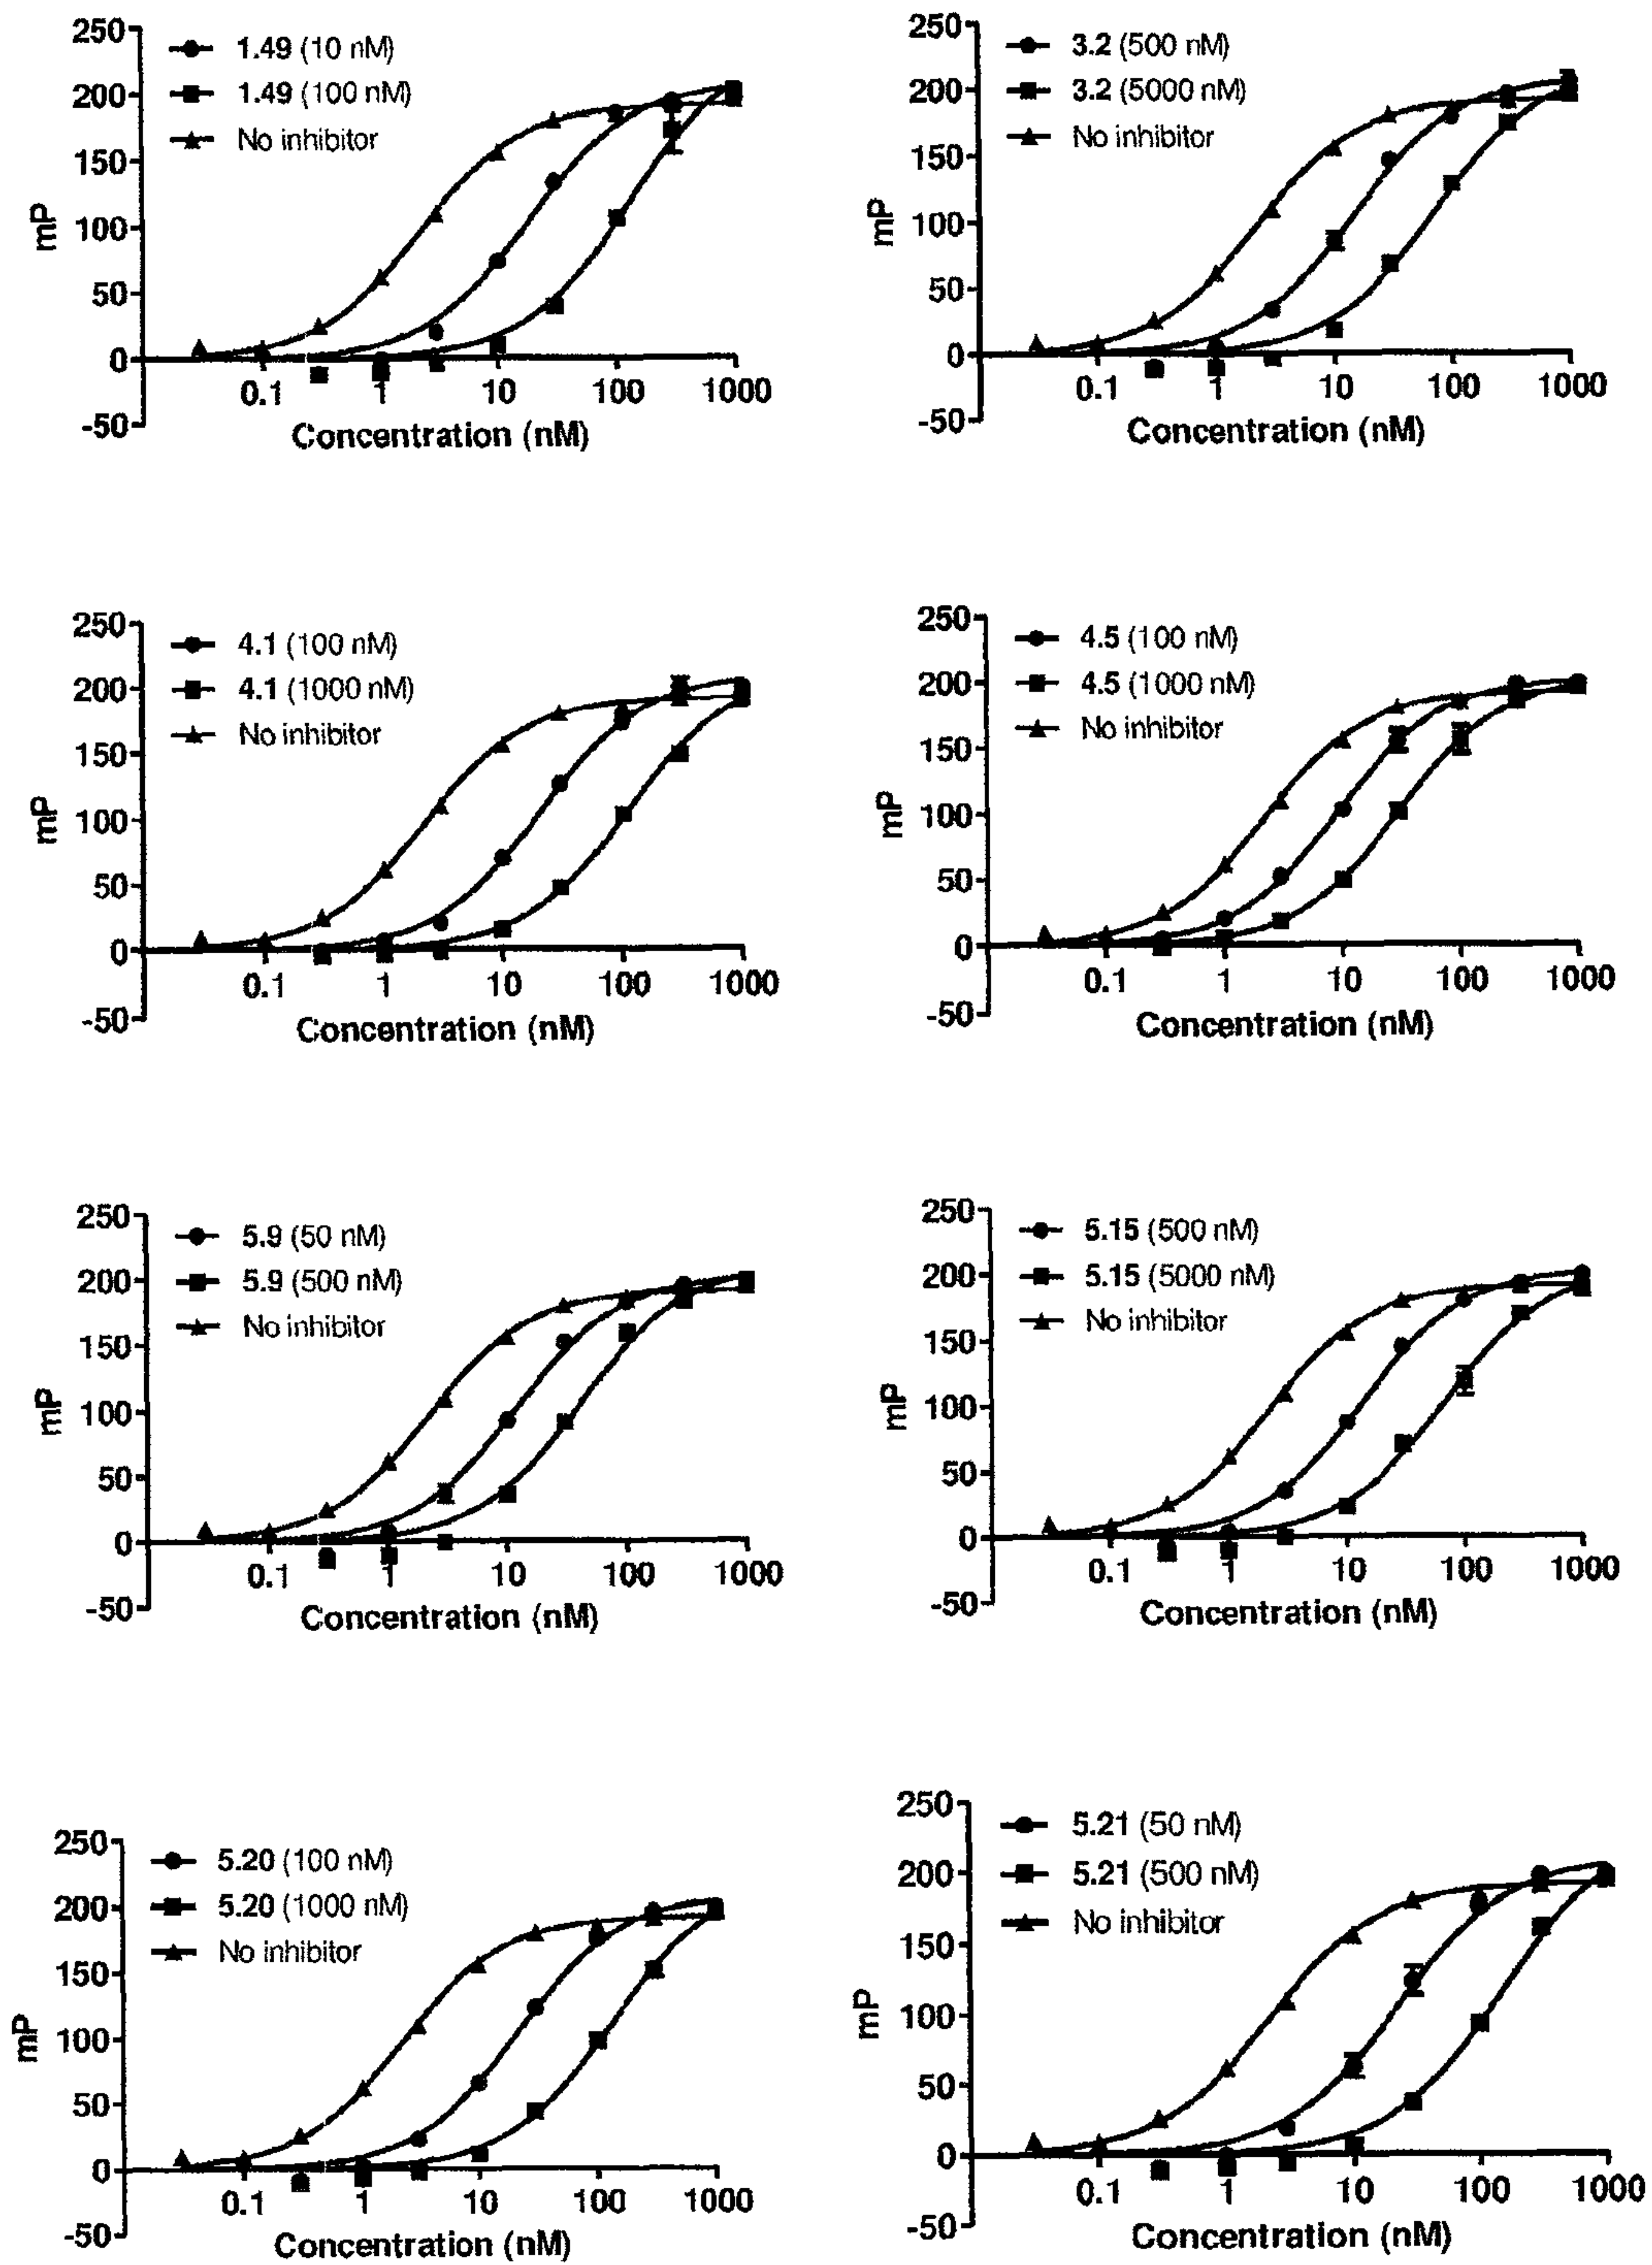 250
200
150
100
50
0
-50
mP
1.49 (10 nM)
1.49 (100 nM)
No inhibitor
0.1 1 10 100 1000
Concentration (nM)
250
200
150
100
50
0
-50
mP
3.2 (500 nM)
3.2 (5000 nM)
No inhibitor
0.1 1 10 100 1000
Concentration (nM)
250
200
150
100
50
0
-50
mP
4.1 (100 nM)
4.1 (1000 nM)
No inhibitor
0.1 1 10 100 1000
Concentration (nM)
250
200
150
100
50
0
-50
mP
4.5 (100 nM)
4.5 (1000 nM)
No inhibitor
0.1 1 10 100 1000
Concentration (nM)
250
200
150
100
50
0
-50
mP
5.9 (50 nM)
5.9 (500 nM)
No inhibitor
0.1 1 10 100 1000
Concentration (nM)
250
200
150
100
50
0
-50
mP
5.15 (500 nM)
5.15 (5000 nM)
No inhibitor
0.1 1 10 100 1000
Concentration (nM)
250
200
150
100
50
0
-50
mP
5.20 (100 nM)
5.20 (1000 nM)
No inhibitor
0.1 1 10 100 1000
Concentration (nM)
250
200
150
100
50
0
-50
mP
5.21 (50 nM)
5.21 (500 nM)
No inhibitor
0.1 1 10 100 1000
Concentration (nM)